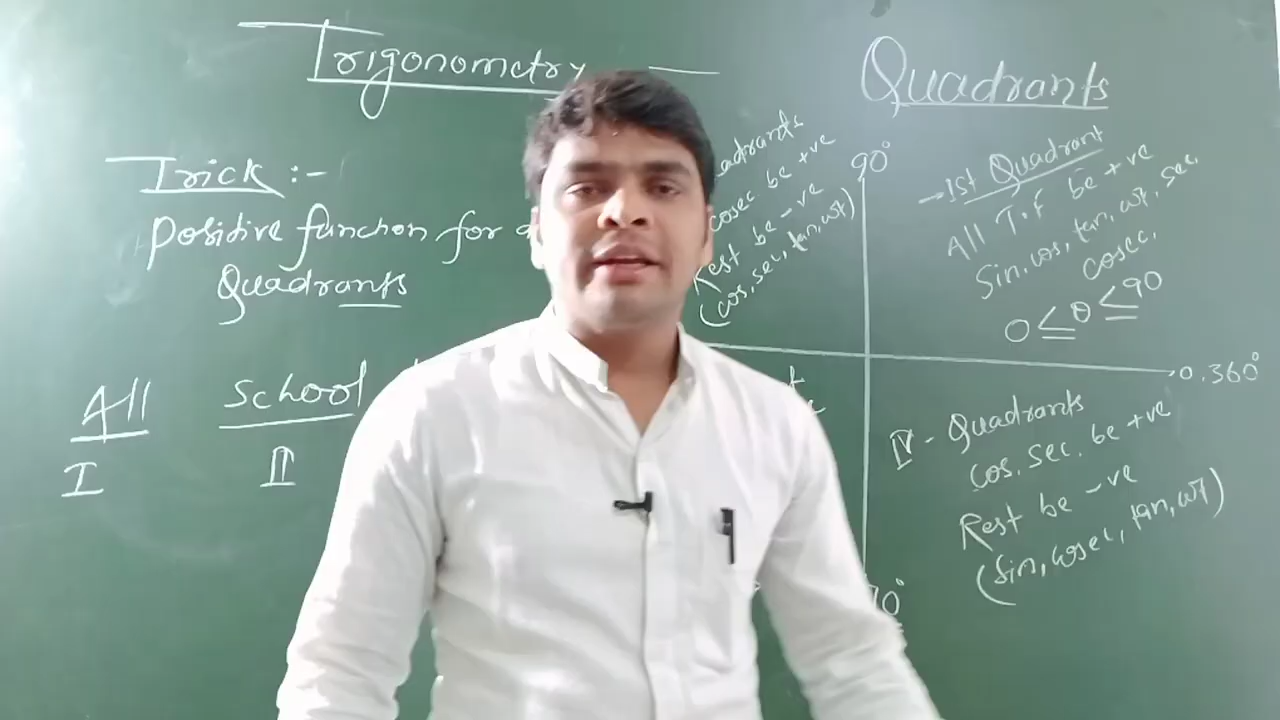 Trigonometry
Trick :-
Positive function for
Quadrants
All School
I II
Quadrants
90°
cosec be +ve
Rest be -ve
(cos, sec, tan, cot)
1st Quadrant
All T.F be +ve
Sin, cos, tan, cot, sec
cosec.
0 ≤ θ ≤ 90
0.360°
IV - Quadrants
cos. sec. be +ve
Rest be -ve
(Sin, cosec, tan, cot)